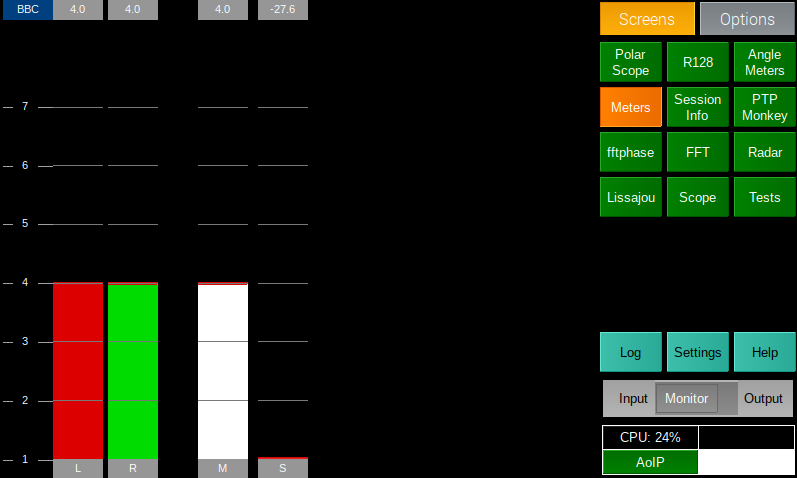 BBC 4.0 4.0 4.0 -27.6
Screens Options
Polar Scope R128 Angle Meters
Meters Session Info PTP Monkey
fftphase FFT Radar
Lissajou Scope Tests
7
6
5
4
3
2
1
L R M S
Log Settings Help
Input Monitor Output
CPU: 24%
AoIP